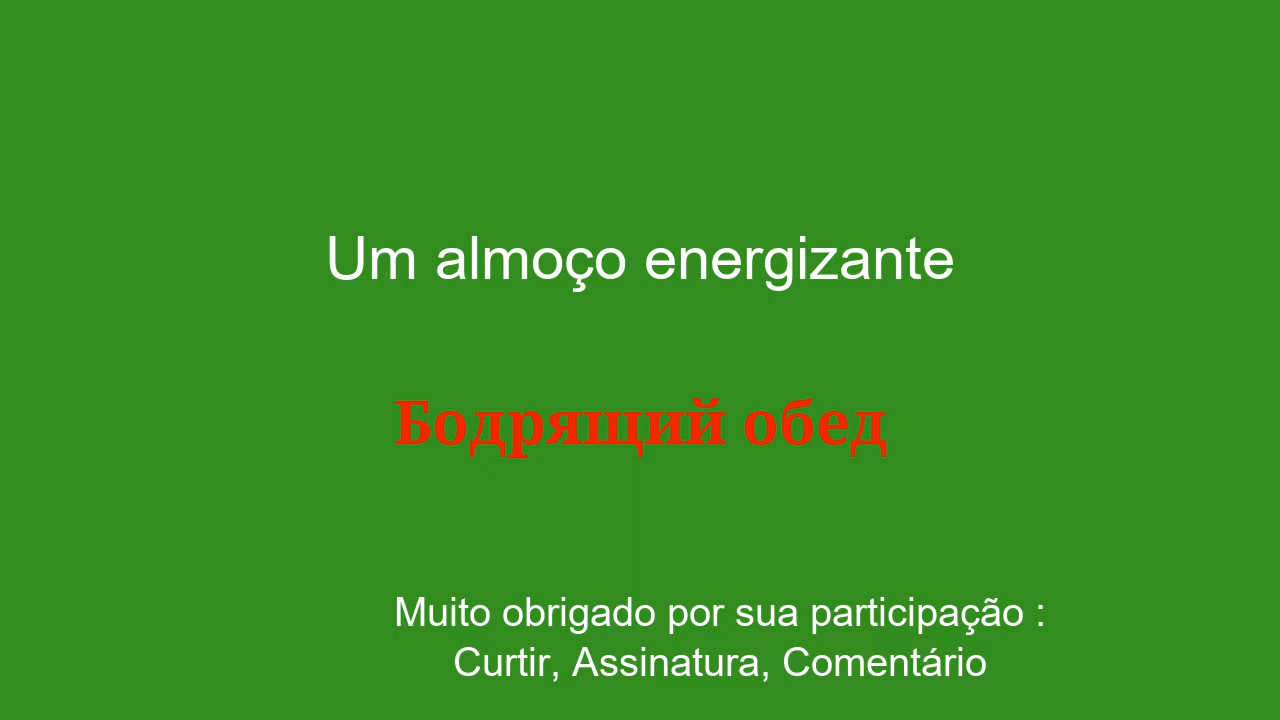 Um almoço energizante
Бодрящий обед
Muito obrigado por sua participação :
Curtir, Assinatura, Comentário